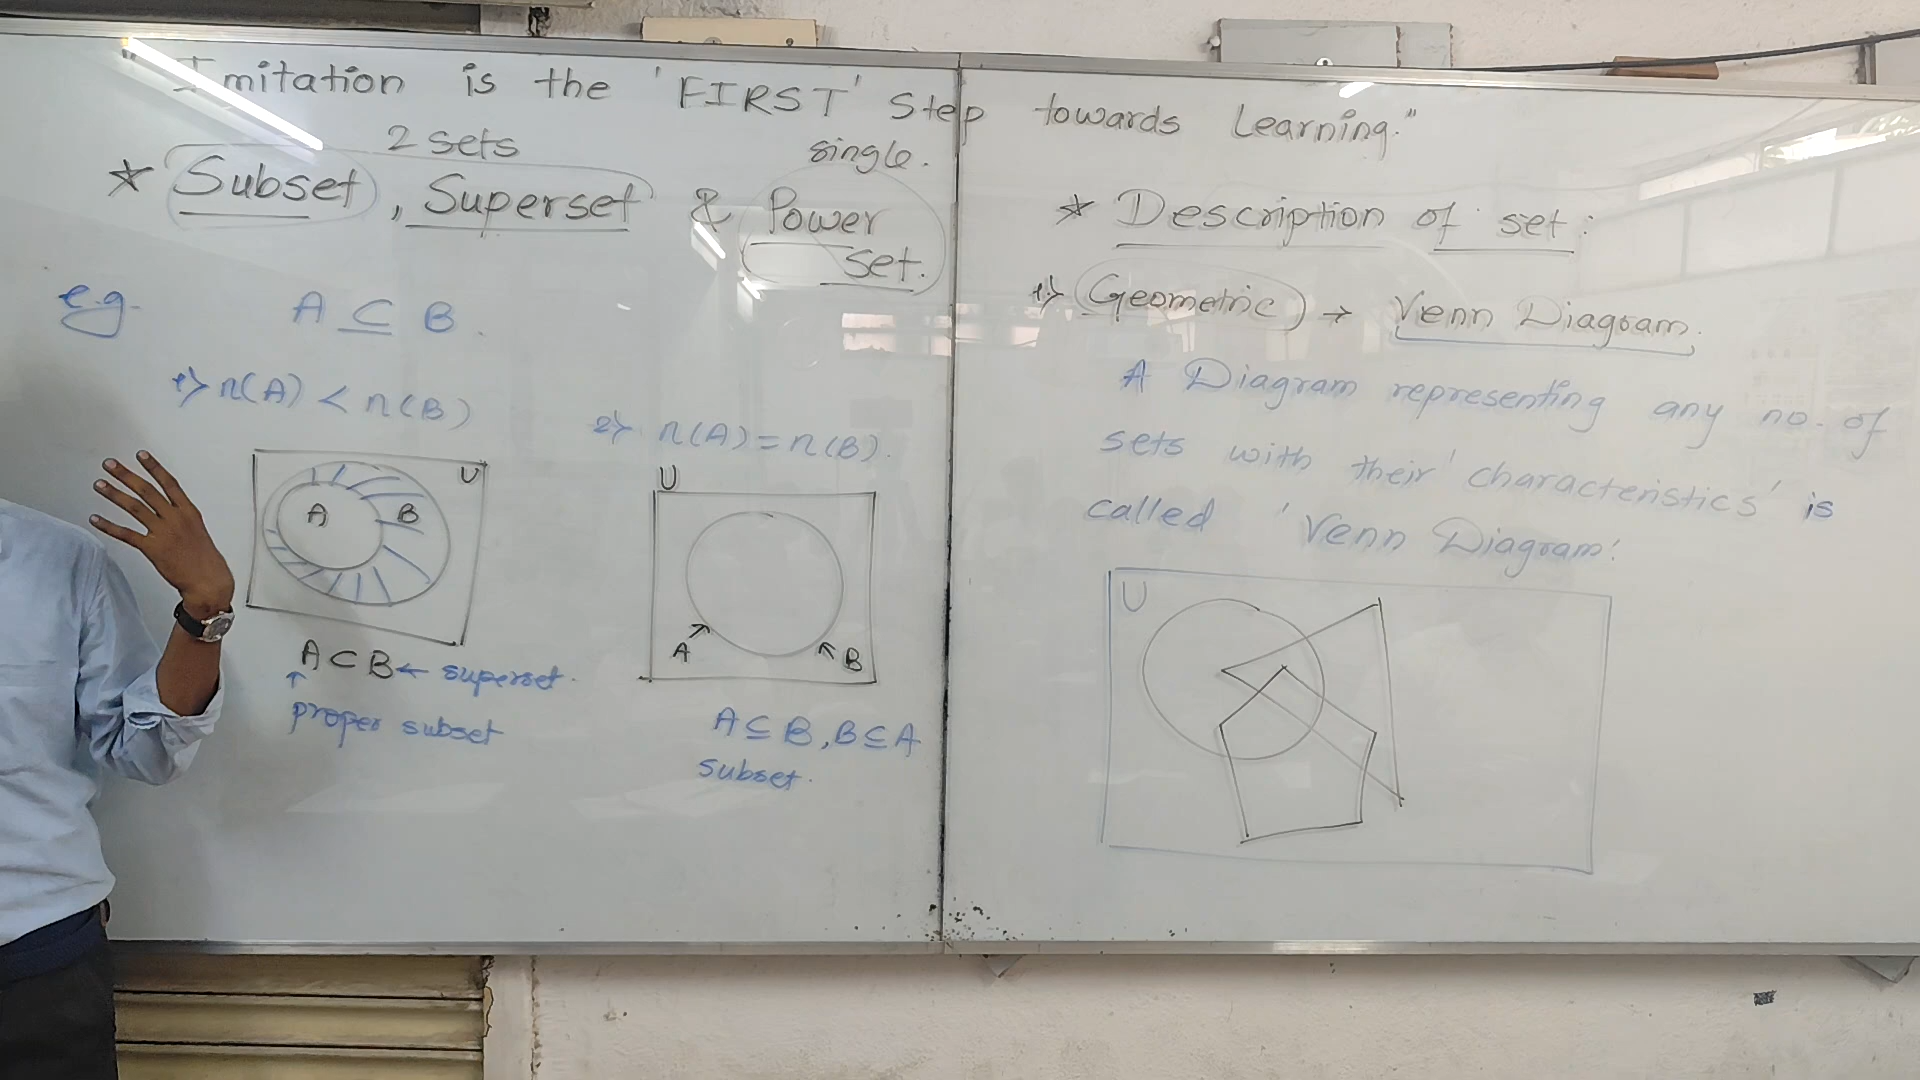 " Imitation is the 'FIRST' Step towards Learning."
2 sets single.
* Subset, Superset & Power
set.
e.g. A ⊆ B.
1> n(A) < n(B)
2> n(A) = n(B).
U
A B
A ⊂ B ← superset.
↑
proper subset
U
A B
A ⊆ B, B ⊆ A
subset.
* Description of set:
1> Geometric → Venn Diagram.
A Diagram representing any no. of
sets with their 'characteristics' is
called 'Venn Diagram'.
U